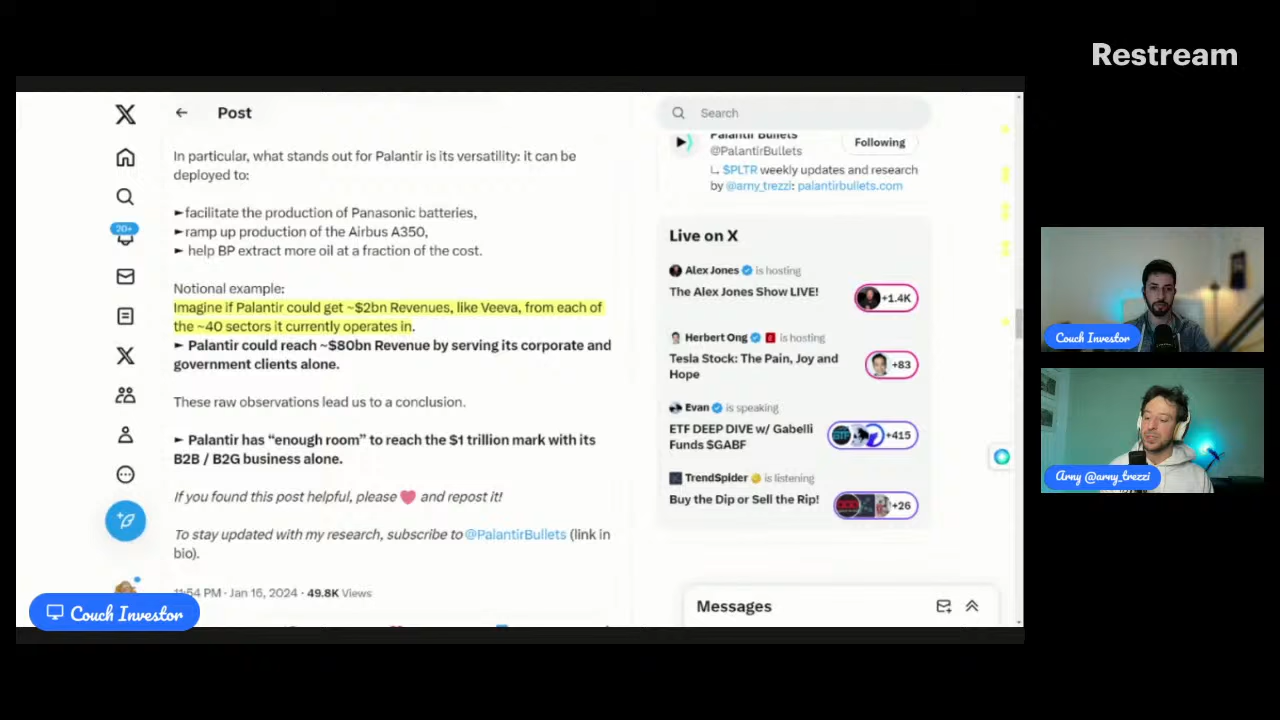 Restream
Post
In particular, what stands out for Palantir is its versatility: it can be
deployed to:
►facilitate the production of Panasonic batteries,
►ramp up production of the Airbus A350,
► help BP extract more oil at a fraction of the cost.
Notional example:
Imagine if Palantir could get ~$2bn Revenues, like Veeva, from each of
the ~40 sectors it currently operates in.
► Palantir could reach ~$80bn Revenue by serving its corporate and
government clients alone.
These raw observations lead us to a conclusion.
► Palantir has “enough room” to reach the $1 trillion mark with its
B2B / B2G business alone.
If you found this post helpful, please ❤ and repost it!
To stay updated with my research, subscribe to @PalantirBullets (link in
bio).
11:54 PM · Jan 16, 2024 · 49.8K Views
20+
Couch Investor
Search
Palantir Bullets
@PalantirBullets
Following
↳ $PLTR weekly updates and research
by @arny_trezzi: palantirbullets.com
Live on X
Alex Jones is hosting
The Alex Jones Show LIVE!
+1.4K
Herbert Ong is hosting
Tesla Stock: The Pain, Joy and
Hope
+83
Evan is speaking
ETF DEEP DIVE w/ Gabelli
Funds $GABF
+415
TrendSpider is listening
Buy the Dip or Sell the Rip!
+26
Messages
Couch Investor
Arny @arny_trezzi